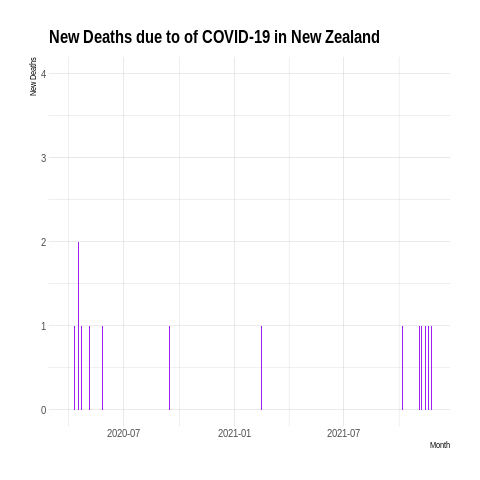 New Deaths due to of COVID-19 in New Zealand
New Deaths
4
3
2
1
0
2020-07
2021-01
2021-07
Month